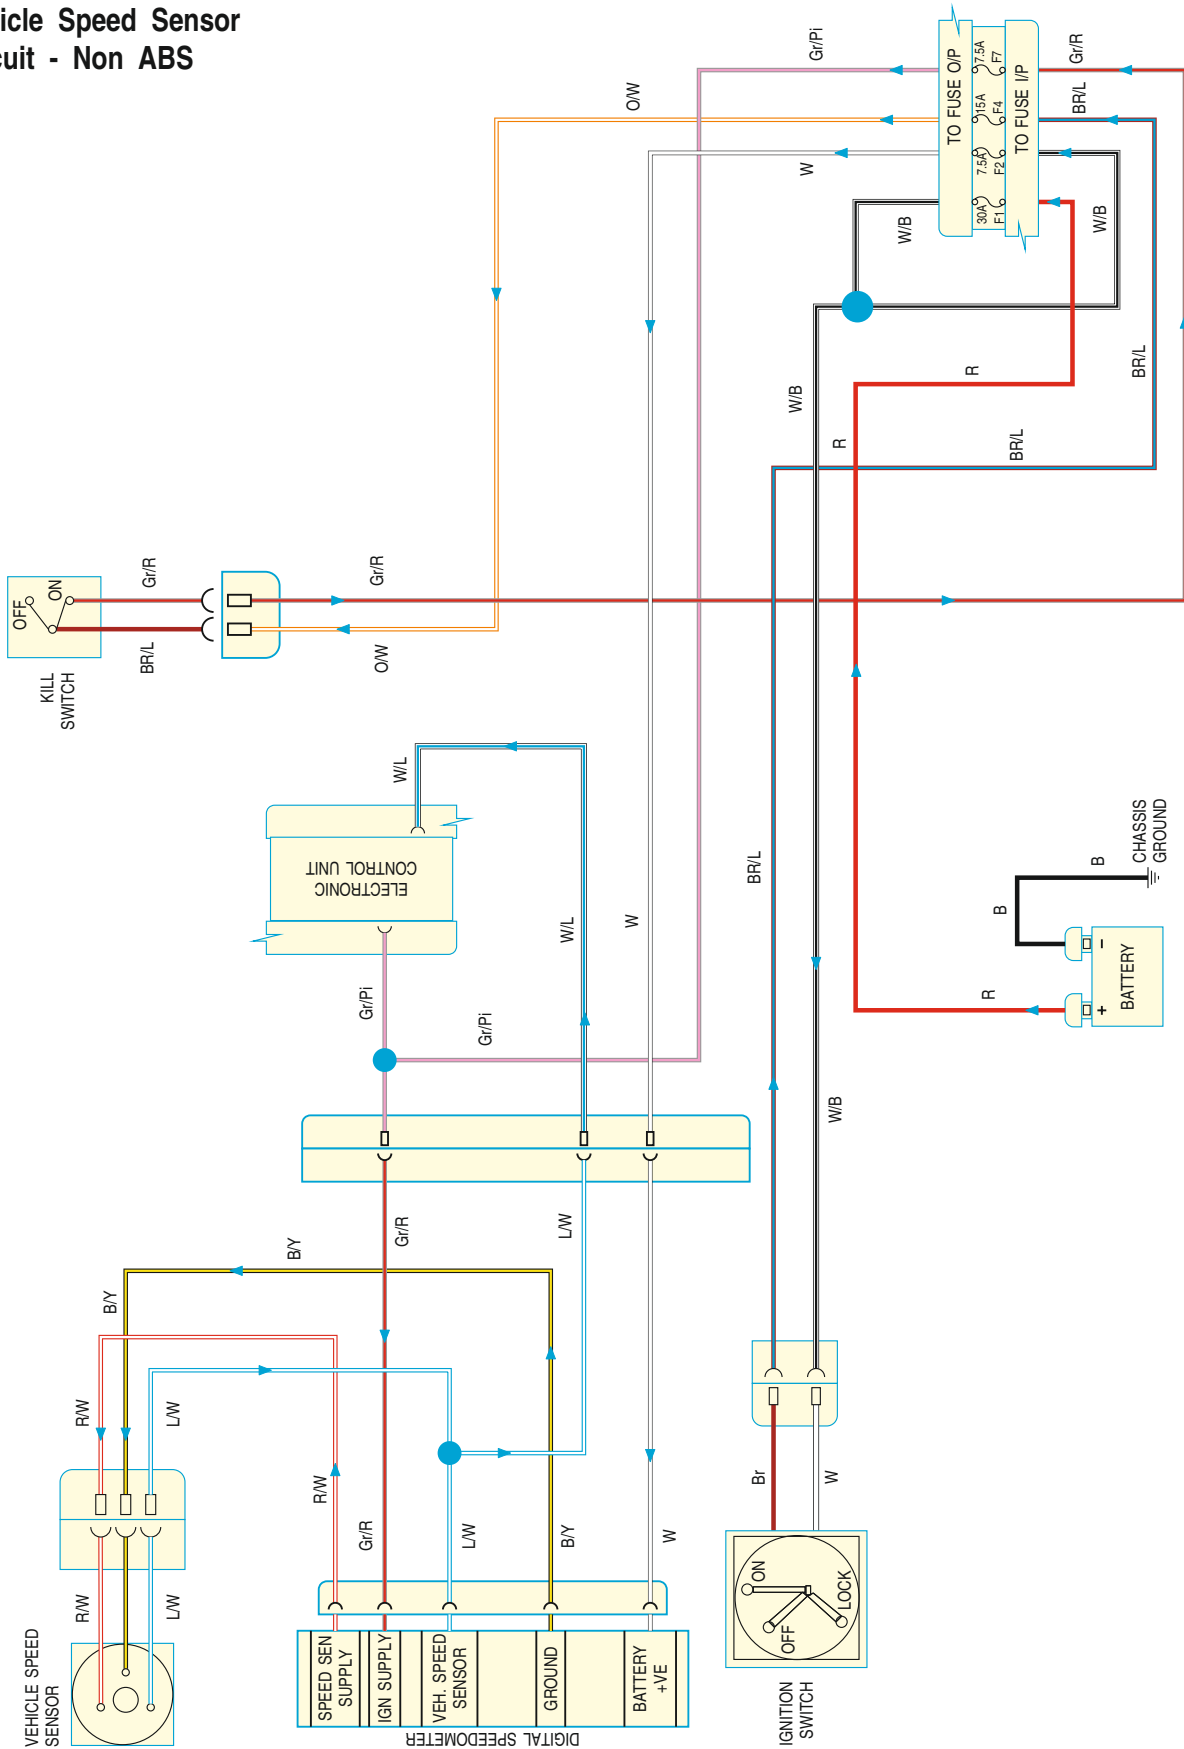 icle Speed Sensor
cuit - Non ABS
Gr/Pi
Gr/R
O/W
BR/L
W
TO FUSE O/P
7.5A
F7
15A
F4
7.5A
F2
30A
F1
TO FUSE I/P
W/B
W/B
R
BR/L
W/B
R
BR/L
OFF
ON
Gr/R
Gr/R
BR/L
O/W
KILL
SWITCH
W/L
ELECTRONIC
CONTROL UNIT
BR/L
CHASSIS
GROUND
B
B
W/L
W
Gr/Pi
Gr/Pi
R
+
-
BATTERY
W/B
B/Y
Gr/R
L/W
B/Y
R/W
L/W
R/W
Gr/R
L/W
B/Y
W
Br
W
R/W
L/W
VEHICLE SPEED
SENSOR
SPEED SEN
SUPPLY
IGN SUPPLY
VEH. SPEED
SENSOR
GROUND
BATTERY
+VE
DIGITAL SPEEDOMETER
ON
OFF
LOCK
IGNITION
SWITCH